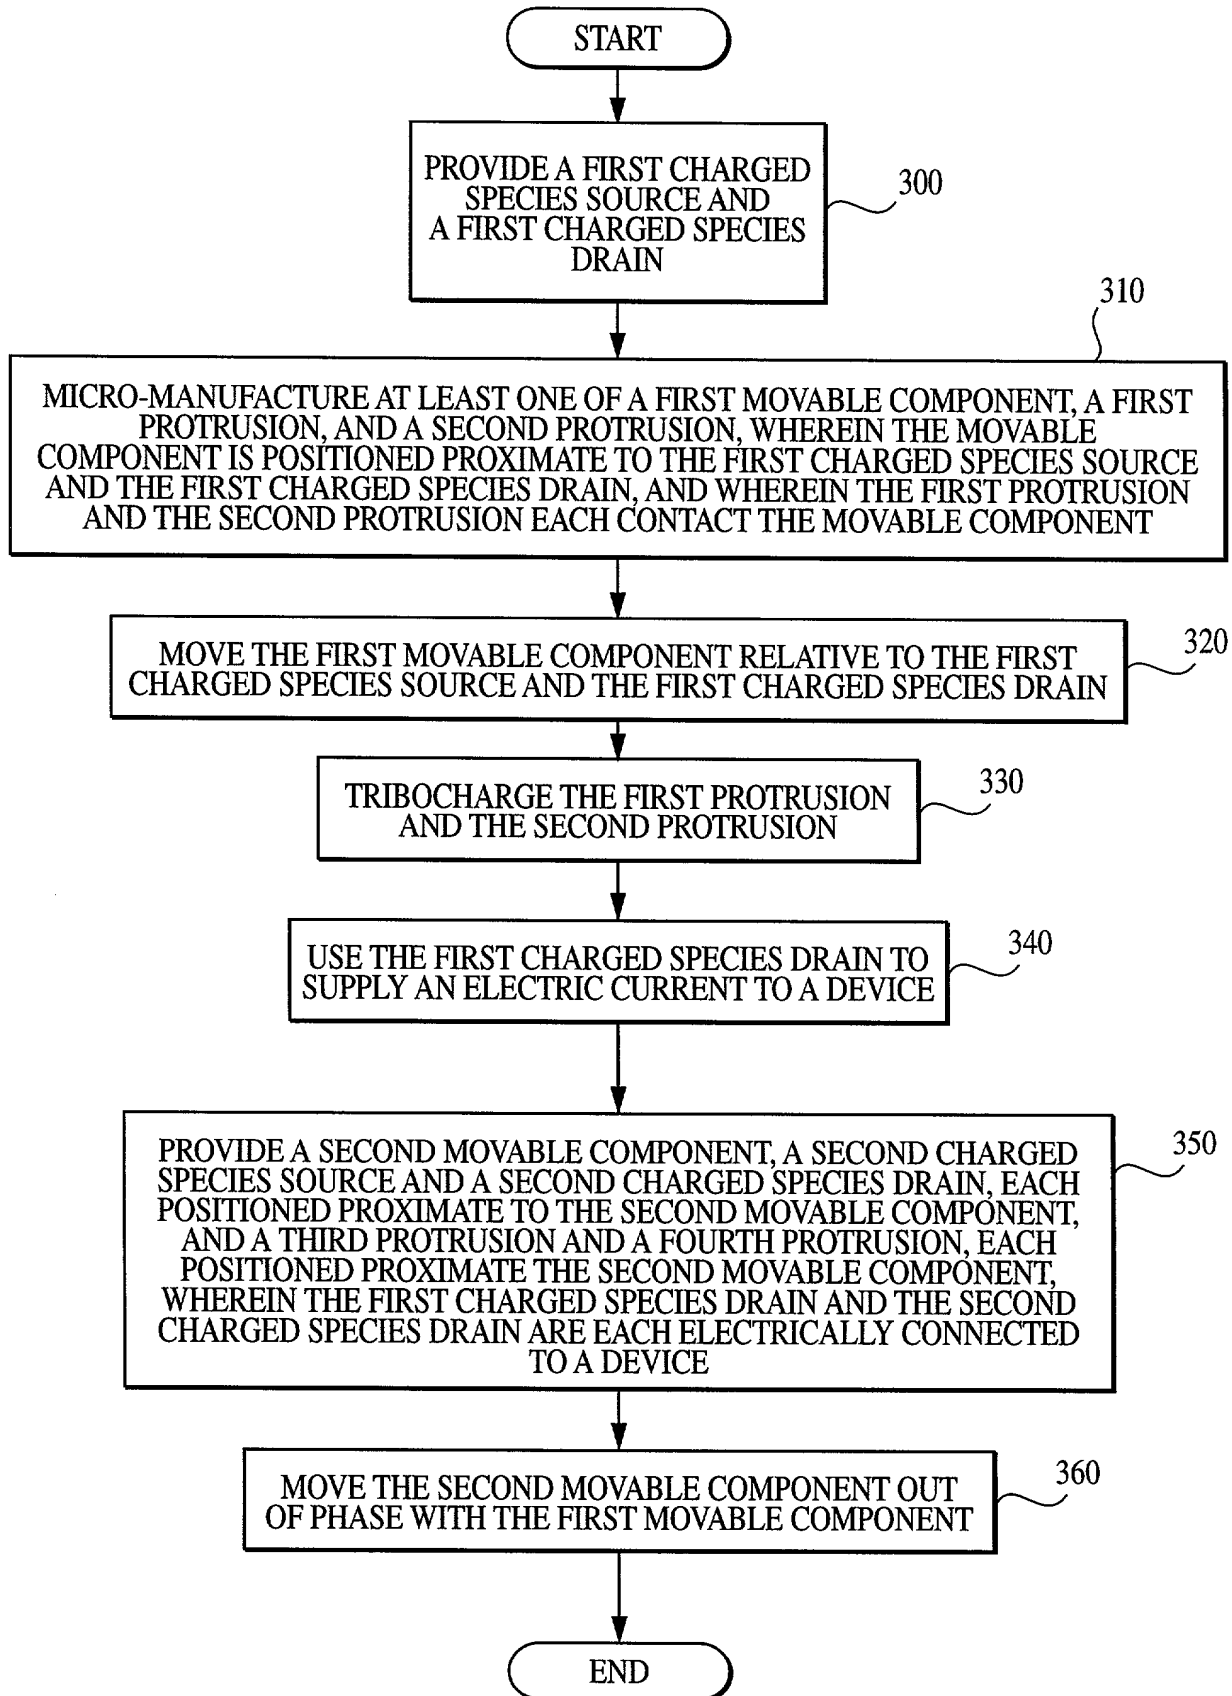 START
PROVIDE A FIRST CHARGED
SPECIES SOURCE AND
A FIRST CHARGED SPECIES
DRAIN
300
310
MICRO-MANUFACTURE AT LEAST ONE OF A FIRST MOVABLE COMPONENT, A FIRST
PROTRUSION, AND A SECOND PROTRUSION, WHEREIN THE MOVABLE
COMPONENT IS POSITIONED PROXIMATE TO THE FIRST CHARGED SPECIES SOURCE
AND THE FIRST CHARGED SPECIES DRAIN, AND WHEREIN THE FIRST PROTRUSION
AND THE SECOND PROTRUSION EACH CONTACT THE MOVABLE COMPONENT
MOVE THE FIRST MOVABLE COMPONENT RELATIVE TO THE FIRST
CHARGED SPECIES SOURCE AND THE FIRST CHARGED SPECIES DRAIN
320
TRIBOCHARGE THE FIRST PROTRUSION
AND THE SECOND PROTRUSION
330
USE THE FIRST CHARGED SPECIES DRAIN TO
SUPPLY AN ELECTRIC CURRENT TO A DEVICE
340
PROVIDE A SECOND MOVABLE COMPONENT, A SECOND CHARGED
SPECIES SOURCE AND A SECOND CHARGED SPECIES DRAIN, EACH
POSITIONED PROXIMATE TO THE SECOND MOVABLE COMPONENT,
AND A THIRD PROTRUSION AND A FOURTH PROTRUSION, EACH
POSITIONED PROXIMATE THE SECOND MOVABLE COMPONENT,
WHEREIN THE FIRST CHARGED SPECIES DRAIN AND THE SECOND
CHARGED SPECIES DRAIN ARE EACH ELECTRICALLY CONNECTED
TO A DEVICE
350
MOVE THE SECOND MOVABLE COMPONENT OUT
OF PHASE WITH THE FIRST MOVABLE COMPONENT
360
END